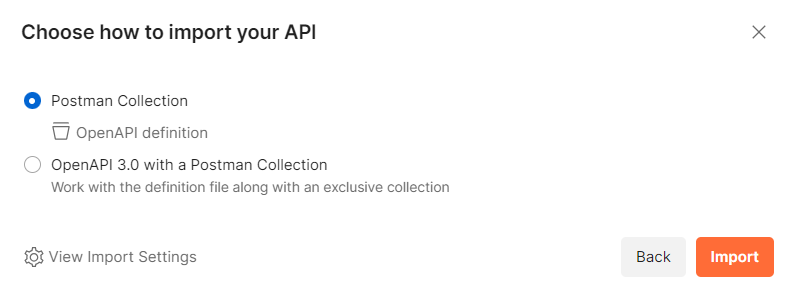 Choose how to import your API
Postman Collection
OpenAPI definition
OpenAPI 3.0 with a Postman Collection
Work with the definition file along with an exclusive collection
View Import Settings
Back
Import